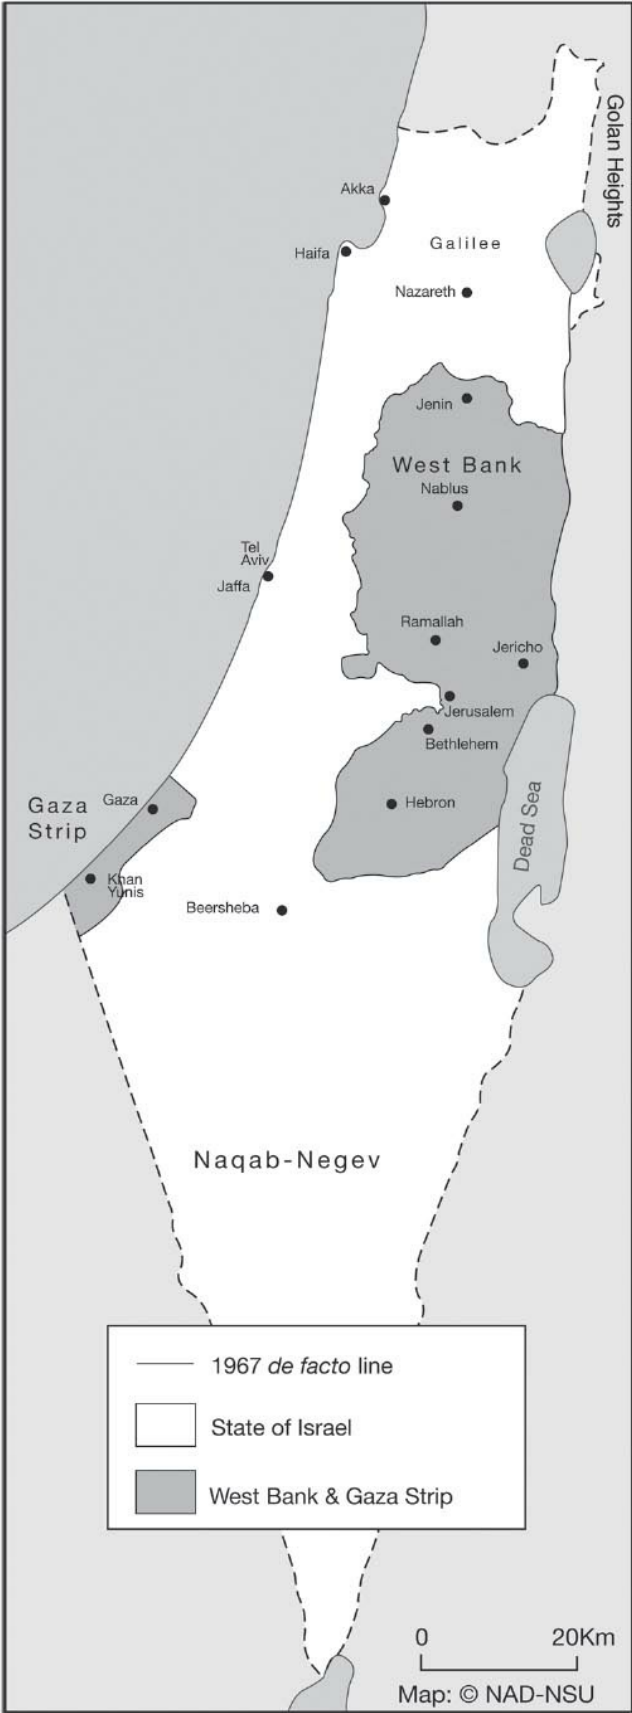 Golan Heights
Akka
Galilee
Haifa
Nazareth
Jenin
West Bank
Nablus
Tel
Aviv
Jaffa
Ramallah
Jericho
Jerusalem
Bethlehem
Gaza
Strip
Gaza
Hebron
Dead Sea
Khan
Yunis
Beersheba
Naqab-Negev
1967 de facto line
State of Israel
West Bank & Gaza Strip
0 20Km
Map: © NAD-NSU